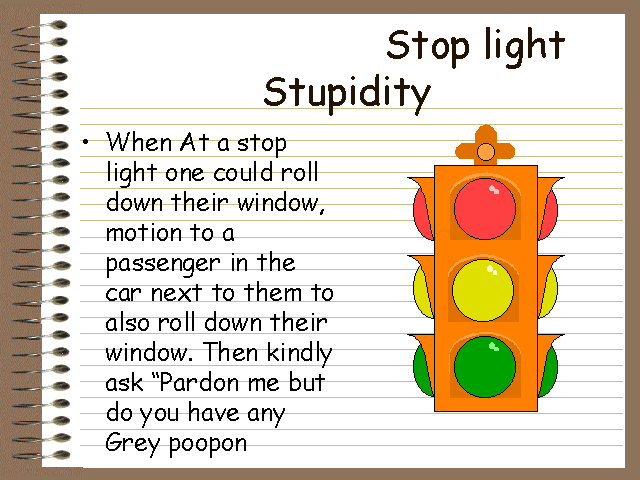 Stop light
Stupidity
• When At a stop
light one could roll
down their window,
motion to a
passenger in the
car next to them to
also roll down their
window. Then kindly
ask “Pardon me but
do you have any
Grey poopon